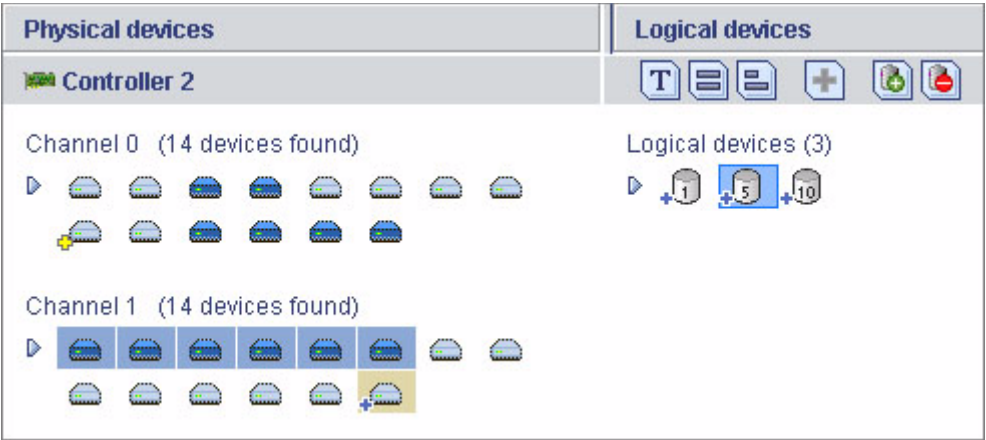 Physical devices
Logical devices
Controller 2
T
Channel 0 (14 devices found)
Logical devices (3)
1 5 10
Channel 1 (14 devices found)